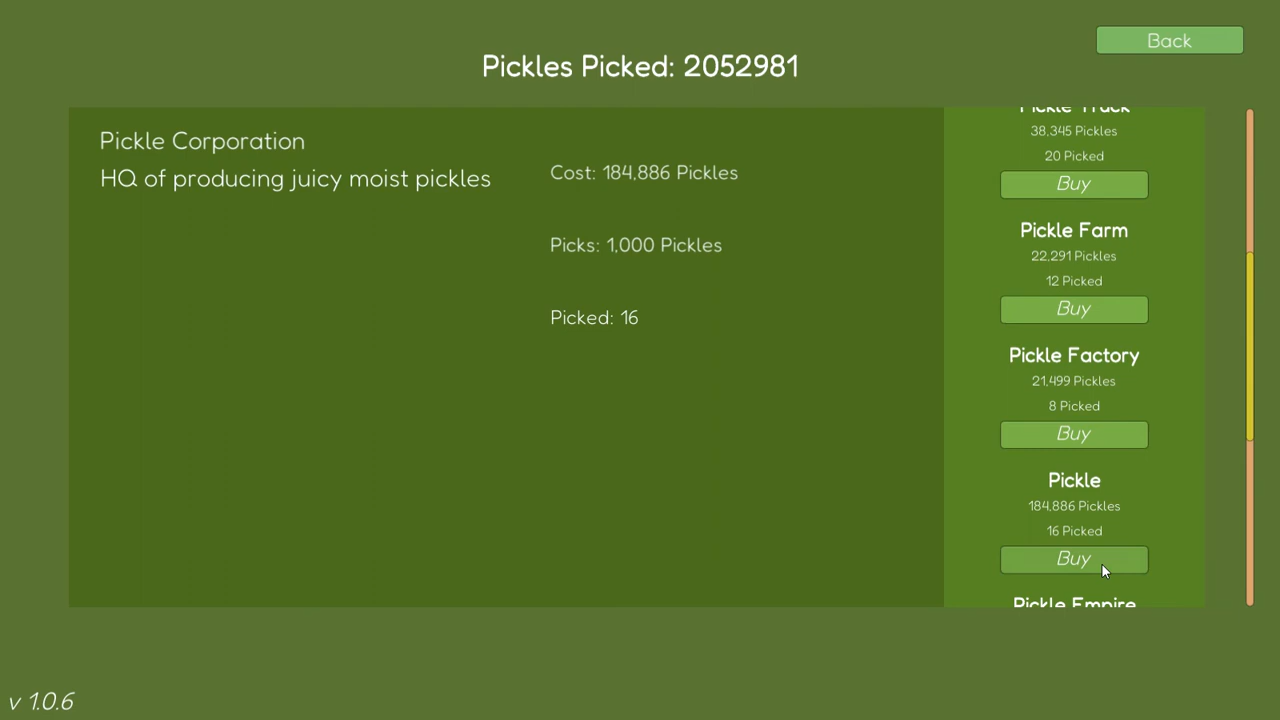 Back
Pickles Picked: 2052981
Pickle Corporation
HQ of producing juicy moist pickles
Cost: 184,886 Pickles
Picks: 1,000 Pickles
Picked: 16
Pickle Truck
38,345 Pickles
20 Picked
Buy
Pickle Farm
22,291 Pickles
12 Picked
Buy
Pickle Factory
21,499 Pickles
8 Picked
Buy
Pickle
184,886 Pickles
16 Picked
Buy
Pickle Empire
v 1.0.6